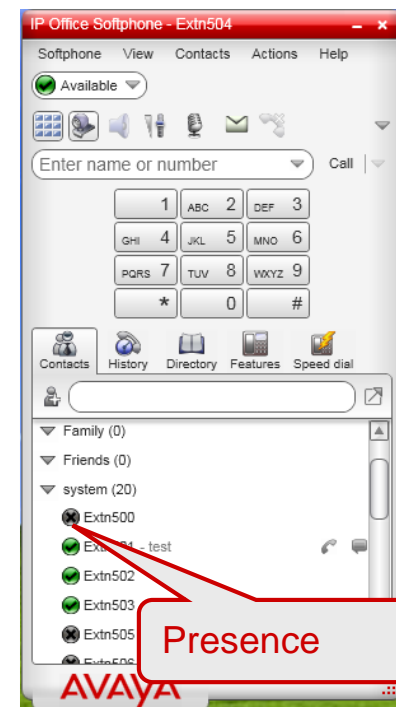 IP Office Softphone - Extn504
Softphone View Contacts Actions Help
Available
Enter name or number Call
1 ABC 2 DEF 3
GHI 4 JKL 5 MNO 6
PQRS 7 TUV 8 WXYZ 9
* 0 #
Contacts History Directory Features Speed dial
Family (0)
Friends (0)
system (20)
Extn500
- test
Extn502
Extn503
Extn505
Presence
AVAYA